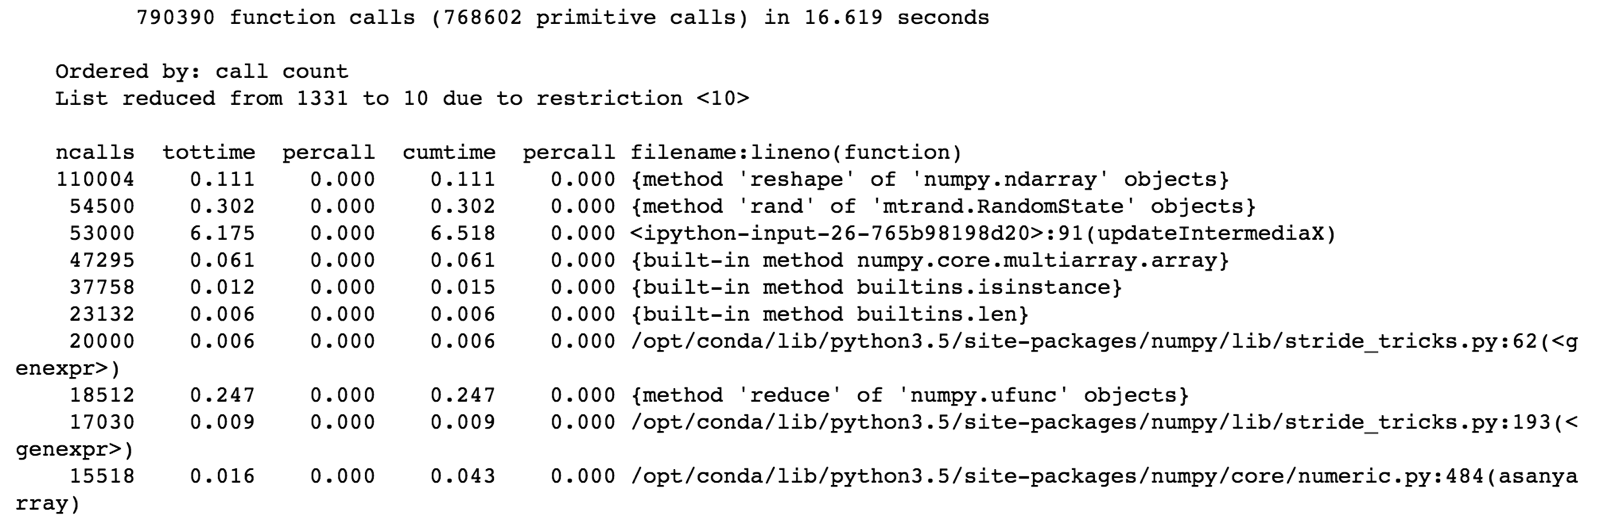 790390 function calls (768602 primitive calls) in 16.619 seconds
Ordered by: call count
List reduced from 1331 to 10 due to restriction <10>
ncalls  tottime  percall  cumtime  percall filename:lineno(function)
110004    0.111    0.000    0.111    0.000 {method 'reshape' of 'numpy.ndarray' objects}
54500    0.302    0.000    0.302    0.000 {method 'rand' of 'mtrand.RandomState' objects}
53000    6.175    0.000    6.518    0.000 <ipython-input-26-765b98198d20>:91(updateIntermediaX)
47295    0.061    0.000    0.061    0.000 {built-in method numpy.core.multiarray.array}
37758    0.012    0.000    0.015    0.000 {built-in method builtins.isinstance}
23132    0.006    0.000    0.006    0.000 {built-in method builtins.len}
20000    0.006    0.000    0.006    0.000 /opt/conda/lib/python3.5/site-packages/numpy/lib/stride_tricks.py:62(<g
enexpr>)
18512    0.247    0.000    0.247    0.000 {method 'reduce' of 'numpy.ufunc' objects}
17030    0.009    0.000    0.009    0.000 /opt/conda/lib/python3.5/site-packages/numpy/lib/stride_tricks.py:193(<
genexpr>)
15518    0.016    0.000    0.043    0.000 /opt/conda/lib/python3.5/site-packages/numpy/core/numeric.py:484(asanya
rray)